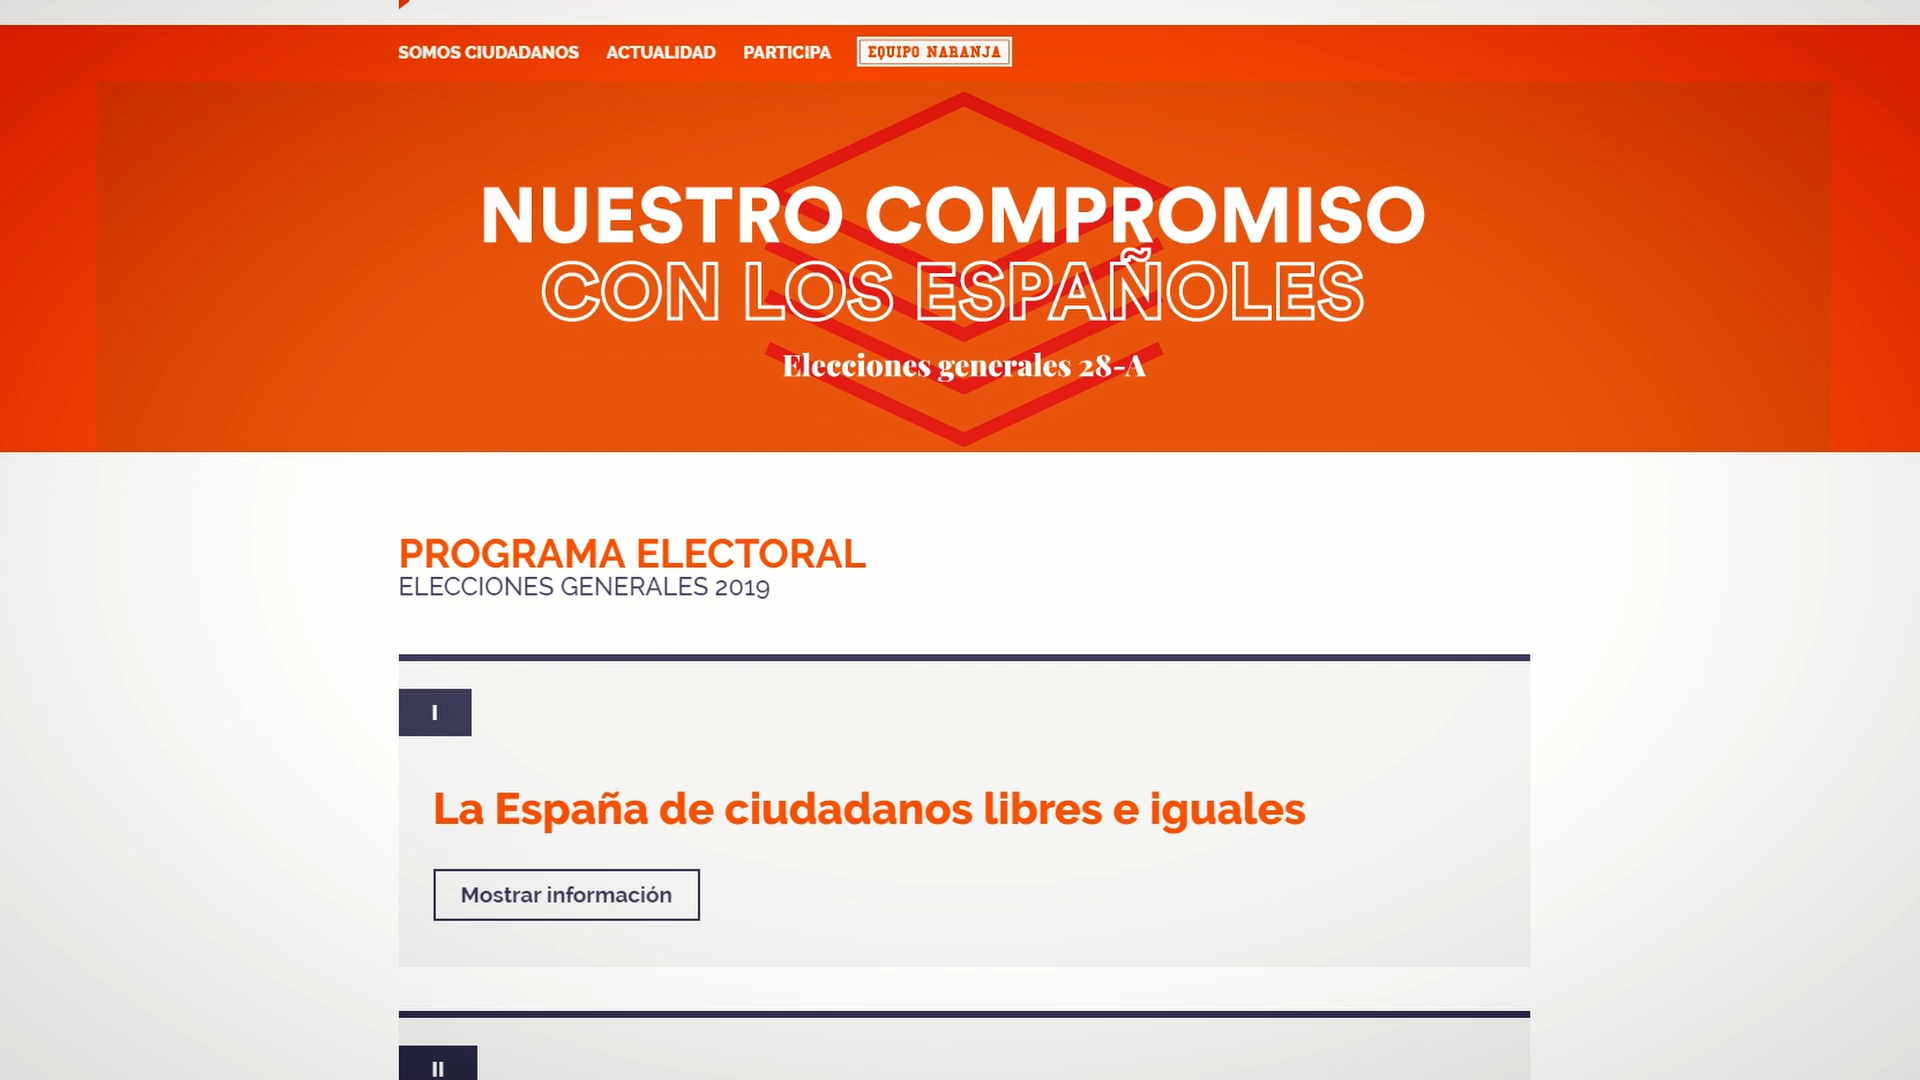 SOMOS CIUDADANOS ACTUALIDAD PARTICIPA EQUIPO NARANJA
NUESTRO COMPROMISO
CON LOS ESPAÑOLES
Elecciones generales 28-A
PROGRAMA ELECTORAL
ELECCIONES GENERALES 2019
I
La España de ciudadanos libres e iguales
Mostrar información
II